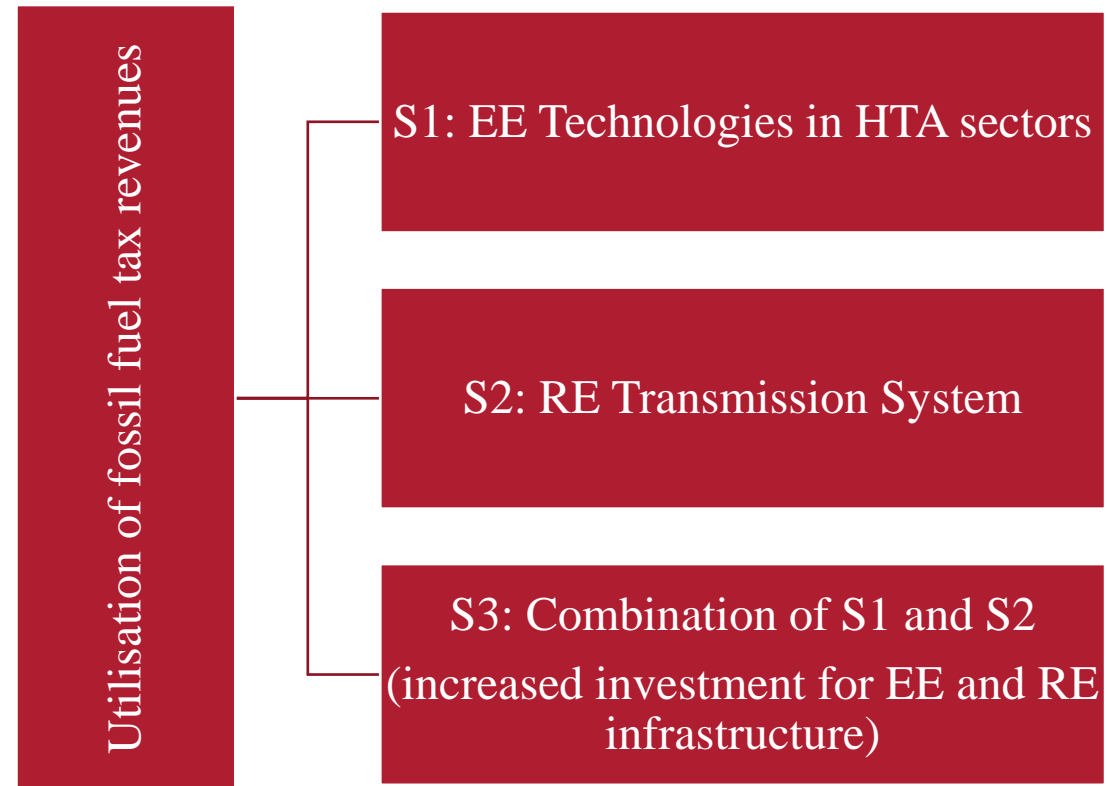 Utilisation of fossil fuel tax revenues
S1: EE Technologies in HTA sectors
S2: RE Transmission System
S3: Combination of S1 and S2
(increased investment for EE and RE
infrastructure)